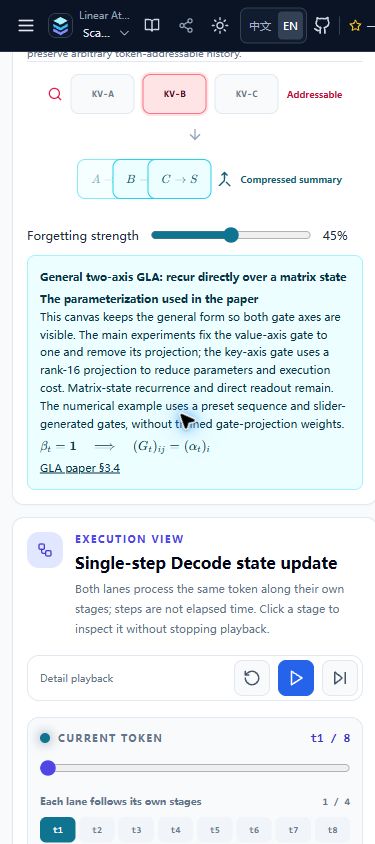 Linear At...
Sca...
中文
EN
preserve arbitrary token-addressable history.
KV-A
KV-B
KV-C
Addressable
A –
B –
C → S
Compressed summary
Forgetting strength
45%
General two-axis GLA: recur directly over a matrix state
The parameterization used in the paper
This canvas keeps the general form so both gate axes are
visible. The main experiments fix the value-axis gate to
one and remove its projection; the key-axis gate uses a
rank-16 projection to reduce parameters and execution
cost. Matrix-state recurrence and direct readout remain.
The numerical example uses a preset sequence and slider-
generated gates, without trained gate-projection weights.
βₜ = 1 ⟹ (Gₜ)ᵢⱼ = (αₜ)ᵢ
GLA paper §3.4
EXECUTION VIEW
Single-step Decode state update
Both lanes process the same token along their own
stages; steps are not elapsed time. Click a stage to
inspect it without stopping playback.
Detail playback
CURRENT TOKEN
t1 / 8
Each lane follows its own stages
1 / 4
t1
t2
t3
t4
t5
t6
t7
t8